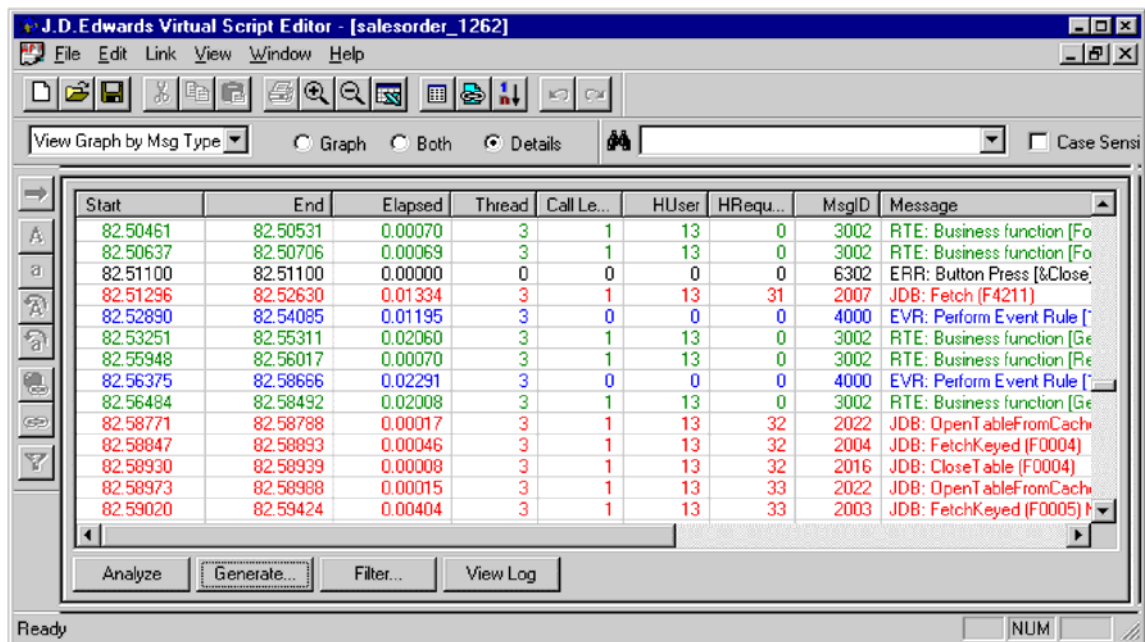 J.D.Edwards Virtual Script Editor - [salesorder_1262]
File Edit Link View Window Help
View Graph by Msg Type Graph Both Details Case Sensi
Start End Elapsed Thread Call Le... HUser HRequ... MsgID Message
82.50461 82.50531 0.00070 3 1 13 0 3002 RTE: Business function [Fo
82.50637 82.50706 0.00069 3 1 13 0 3002 RTE: Business function [Fo
82.51100 82.51100 0.00000 0 0 0 0 6302 ERR: Button Press [&Close]
82.51296 82.52630 0.01334 3 1 13 31 2007 JDB: Fetch (F4211)
82.52890 82.54085 0.01195 3 0 0 0 4000 EVR: Perform Event Rule [
82.53251 82.55311 0.02060 3 1 13 0 3002 RTE: Business function [Ge
82.55948 82.56017 0.00070 3 1 13 0 3002 RTE: Business function [Re
82.56375 82.58666 0.02291 3 0 0 0 4000 EVR: Perform Event Rule [
82.56484 82.58492 0.02008 3 1 13 0 3002 RTE: Business function [Ge
82.58771 82.58788 0.00017 3 1 13 32 2022 JDB: OpenTableFromCach
82.58847 82.58893 0.00046 3 1 13 32 2004 JDB: FetchKeyed (F0004)
82.58930 82.58939 0.00008 3 1 13 32 2016 JDB: CloseTable (F0004)
82.58973 82.58988 0.00015 3 1 13 33 2022 JDB: OpenTableFromCach
82.59020 82.59424 0.00404 3 1 13 33 2003 JDB: FetchKeyed (F0005)
Analyze Generate... Filter... View Log
Ready NUM